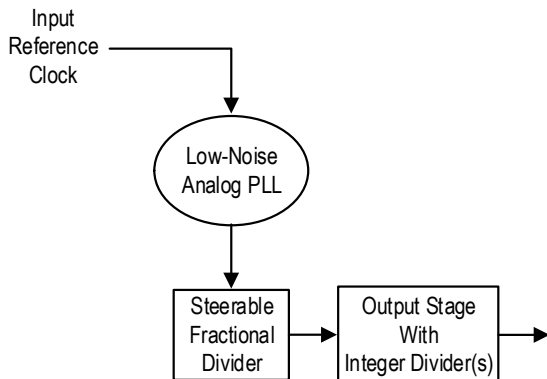 Input
Reference
Clock
Low-Noise
Analog PLL
Steerable
Fractional
Divider
Output Stage
With
Integer Divider(s)